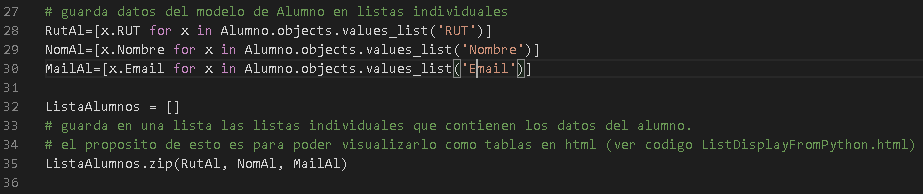 27 # guarda datos del modelo de Alumno en listas individuales
28 RutAl=[x.RUT for x in Alumno.objects.values_list('RUT')]
29 NomAl=[x.Nombre for x in Alumno.objects.values_list('Nombre')]
30 MailAl=[x.Email for x in Alumno.objects.values_list('Email')]
31
32 ListaAlumnos = []
33 # guarda en una lista las listas individuales que contienen los datos del alumno.
34 # el proposito de esto es para poder visualizarlo como tablas en html (ver codigo ListDisplayFromPython.html)
35 ListaAlumnos.zip(RutAl, NomAl, MailAl)
36